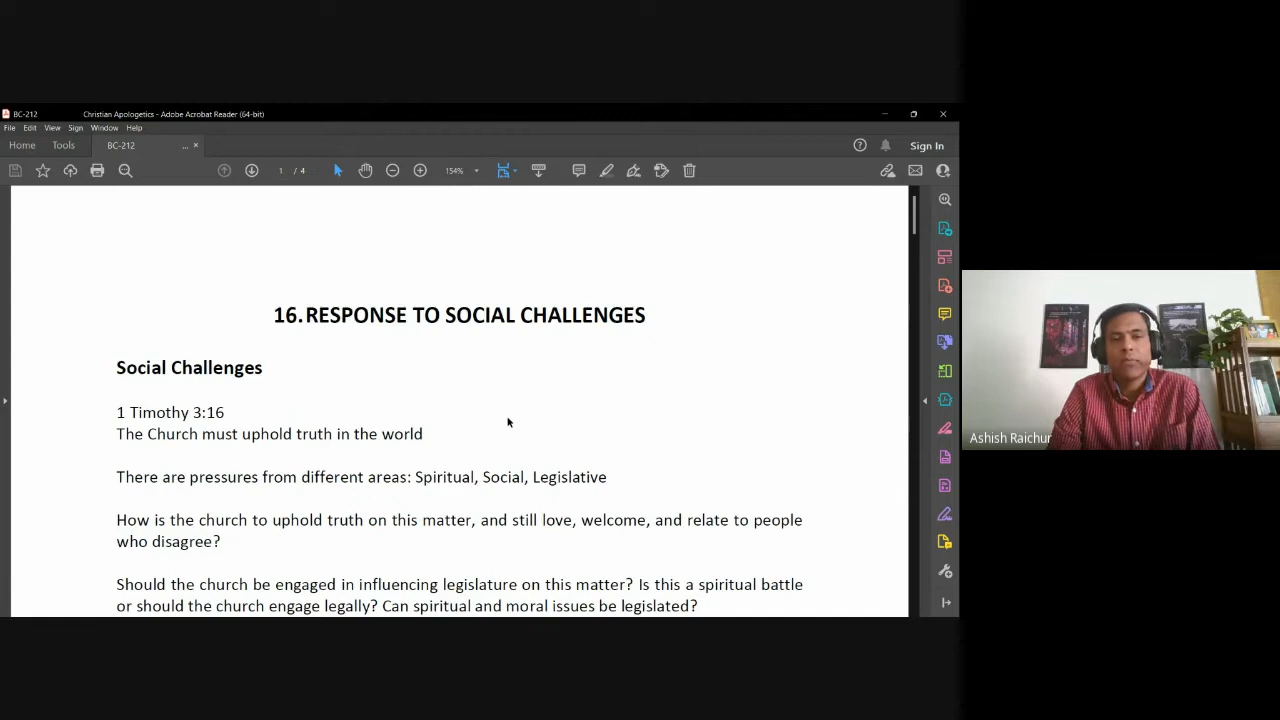 BC-212 Christian Apologetics - Adobe Acrobat Reader (64-bit)
File Edit View Sign Window Help
Home Tools BC-212 ... × Sign In
1 / 4 154%
16.RESPONSE TO SOCIAL CHALLENGES
Social Challenges
1 Timothy 3:16
The Church must uphold truth in the world
There are pressures from different areas: Spiritual, Social, Legislative
How is the church to uphold truth on this matter, and still love, welcome, and relate to people
who disagree?
Should the church be engaged in influencing legislature on this matter? Is this a spiritual battle
or should the church engage legally? Can spiritual and moral issues be legislated?
Ashish Raichur